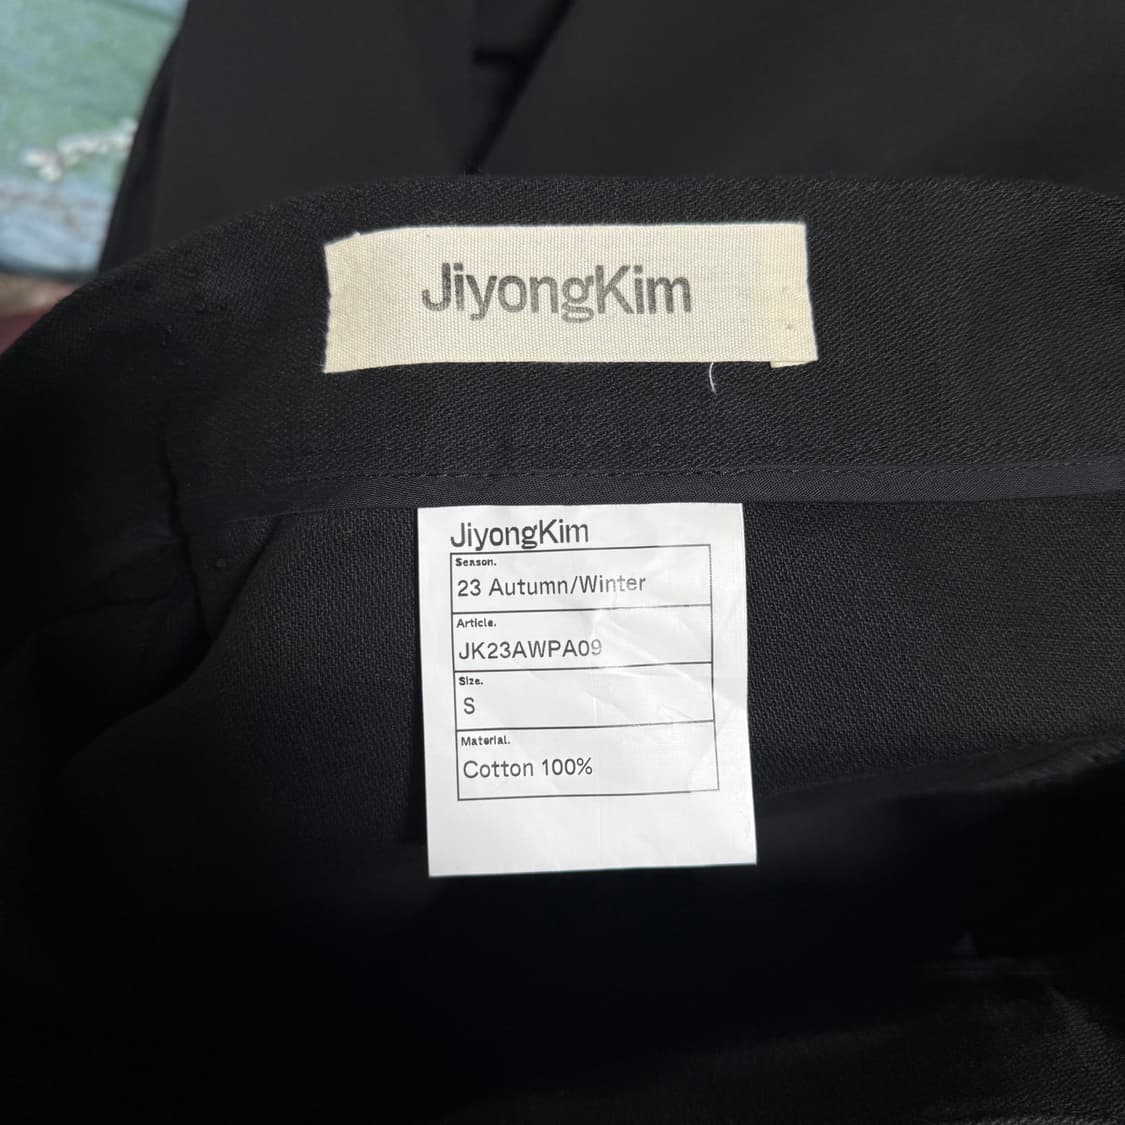 JiyongKim
JiyongKim
Season.
23 Autumn/Winter
Article.
JK23AWPA09
Size.
S
Material.
Cotton 100%